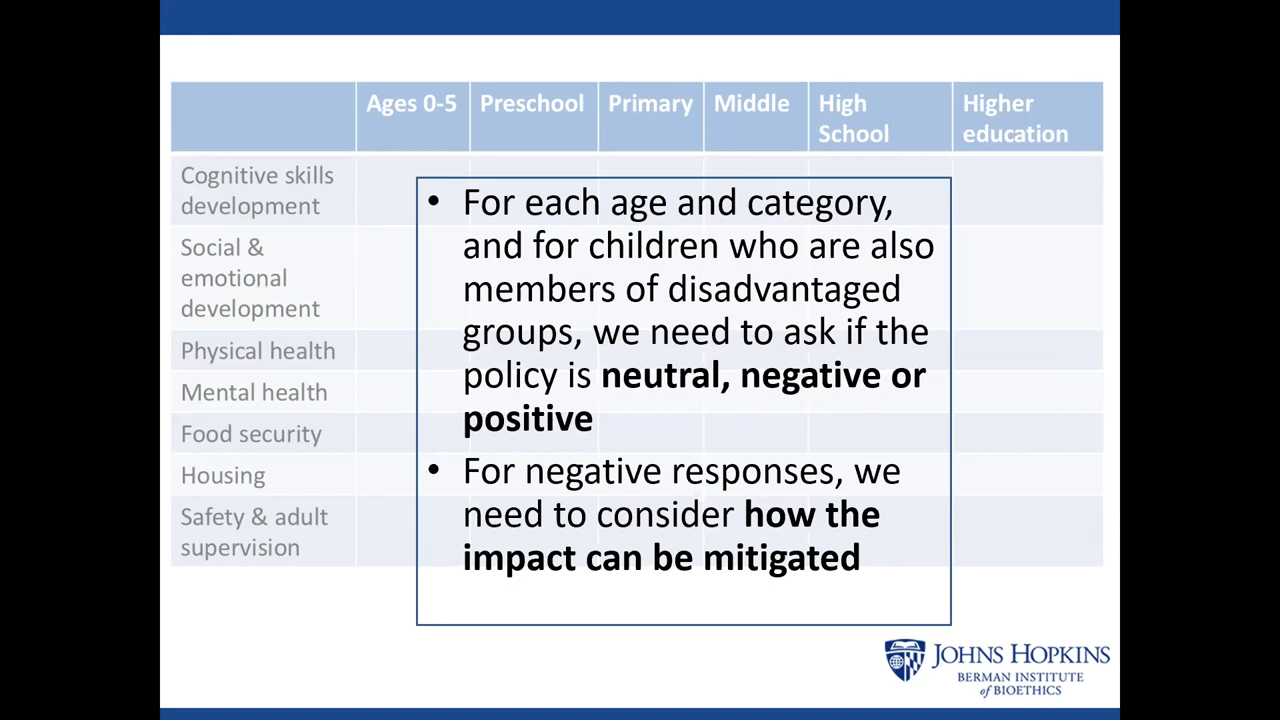 Ages 0-5 Preschool Primary Middle High School Higher education
Cognitive skills
development
Social &
emotional
development
Physical health
Mental health
Food security
Housing
Safety & adult
supervision
• For each age and category,
and for children who are also
members of disadvantaged
groups, we need to ask if the
policy is neutral, negative or
positive
• For negative responses, we
need to consider how the
impact can be mitigated
JOHNS HOPKINS
BERMAN INSTITUTE
of BIOETHICS